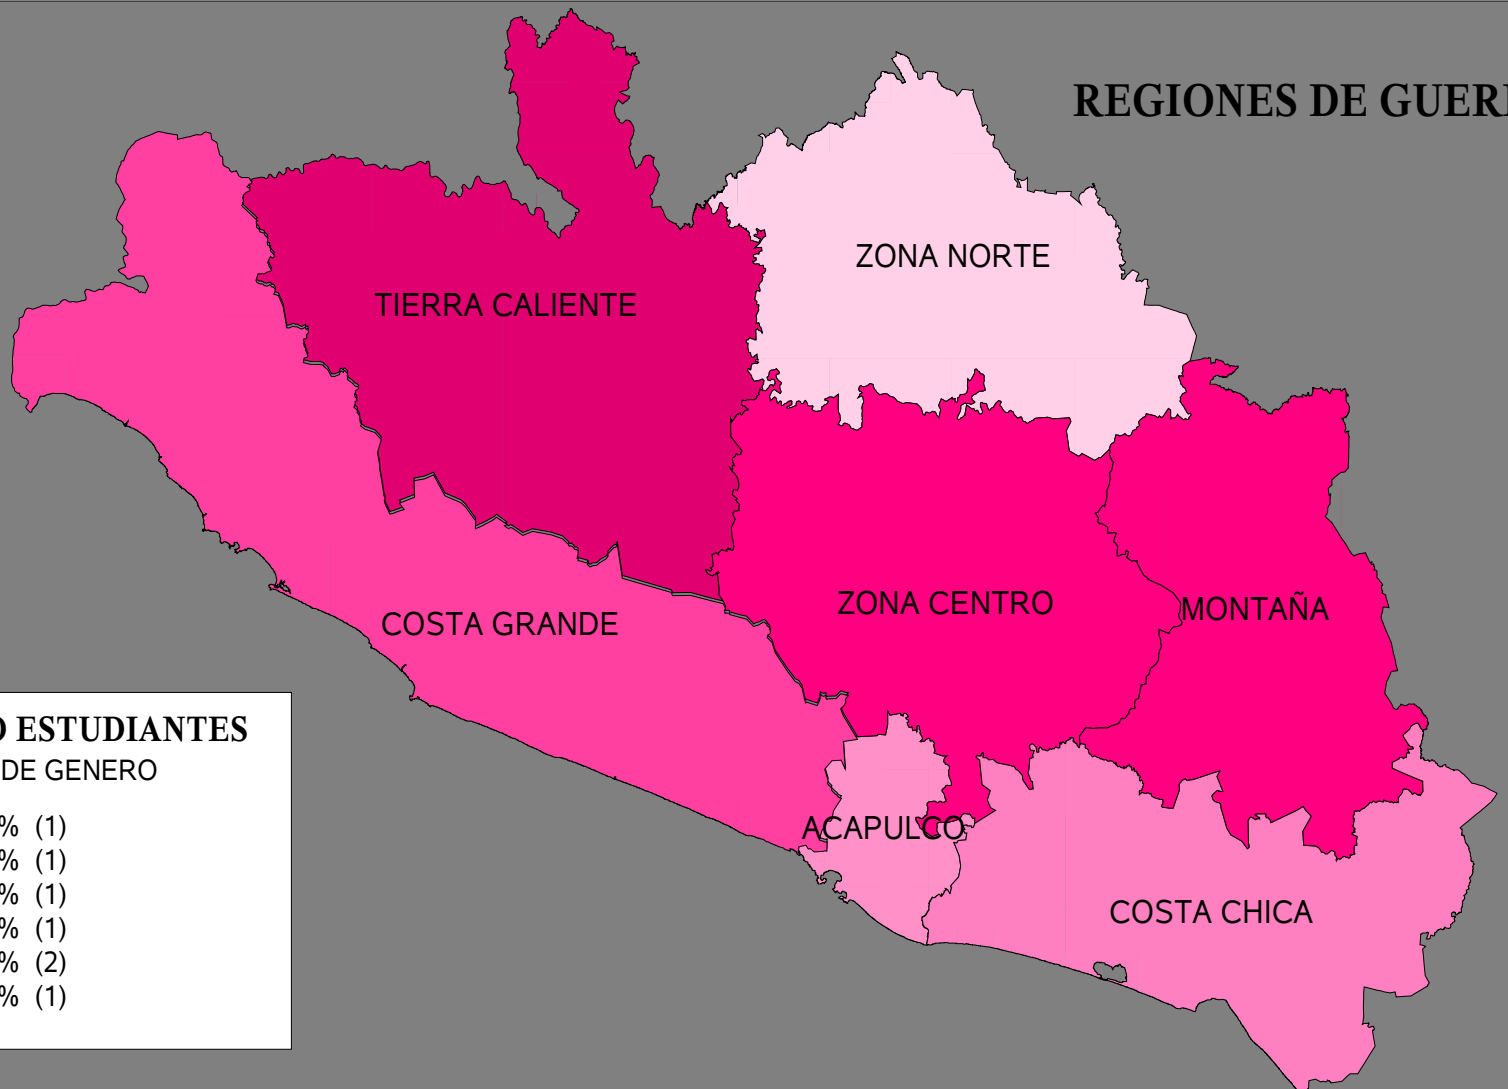 REGIONES DE GUER
ZONA NORTE
TIERRA CALIENTE
ZONA CENTRO
MONTAÑA
COSTA GRANDE
ACAPULCO
COSTA CHICA
ESTUDIANTES
DE GENERO
% (1)
% (1)
% (1)
% (1)
% (2)
% (1)